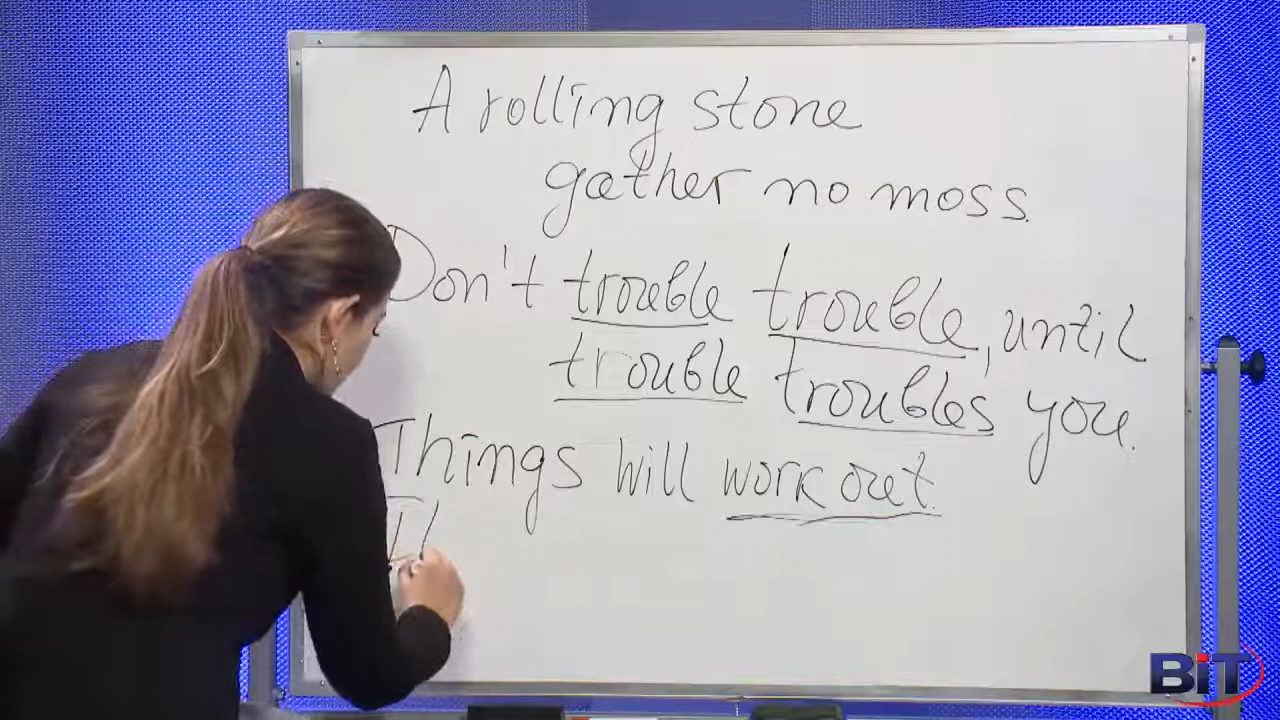 A rolling stone
gather no moss.
Don't trouble trouble, until
trouble troubles you.
Things will work out.
BiT